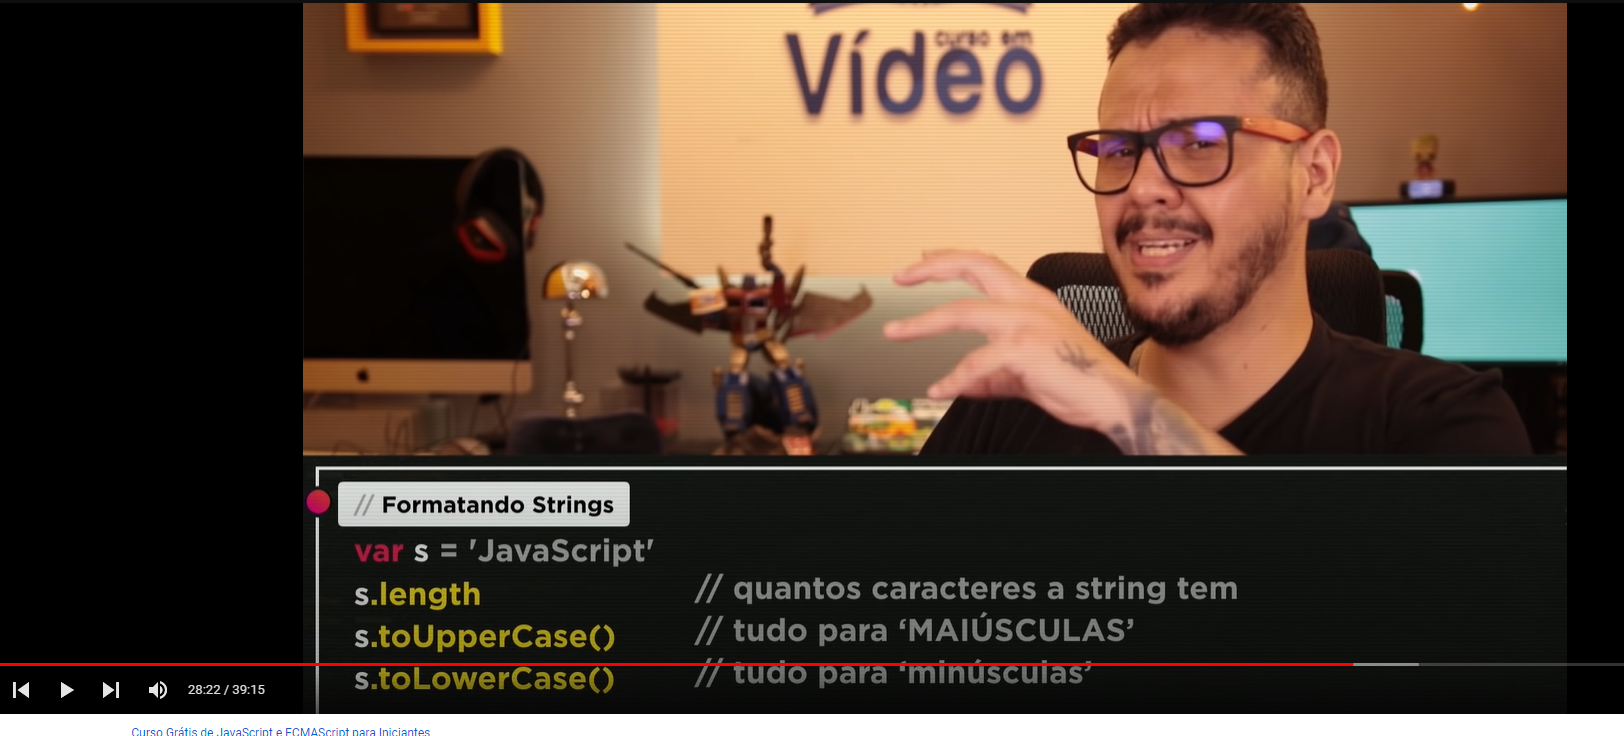 curso em
Vídeo
// Formatando Strings
var s = 'JavaScript'
s.length // quantos caracteres a string tem
s.toUpperCase() // tudo para ‘MAIÚSCULAS’
s.toLowerCase() // tudo para ‘minúsculas’
28:22 / 39:15
Curso Grátis de JavaScript e ECMAScript para Iniciantes